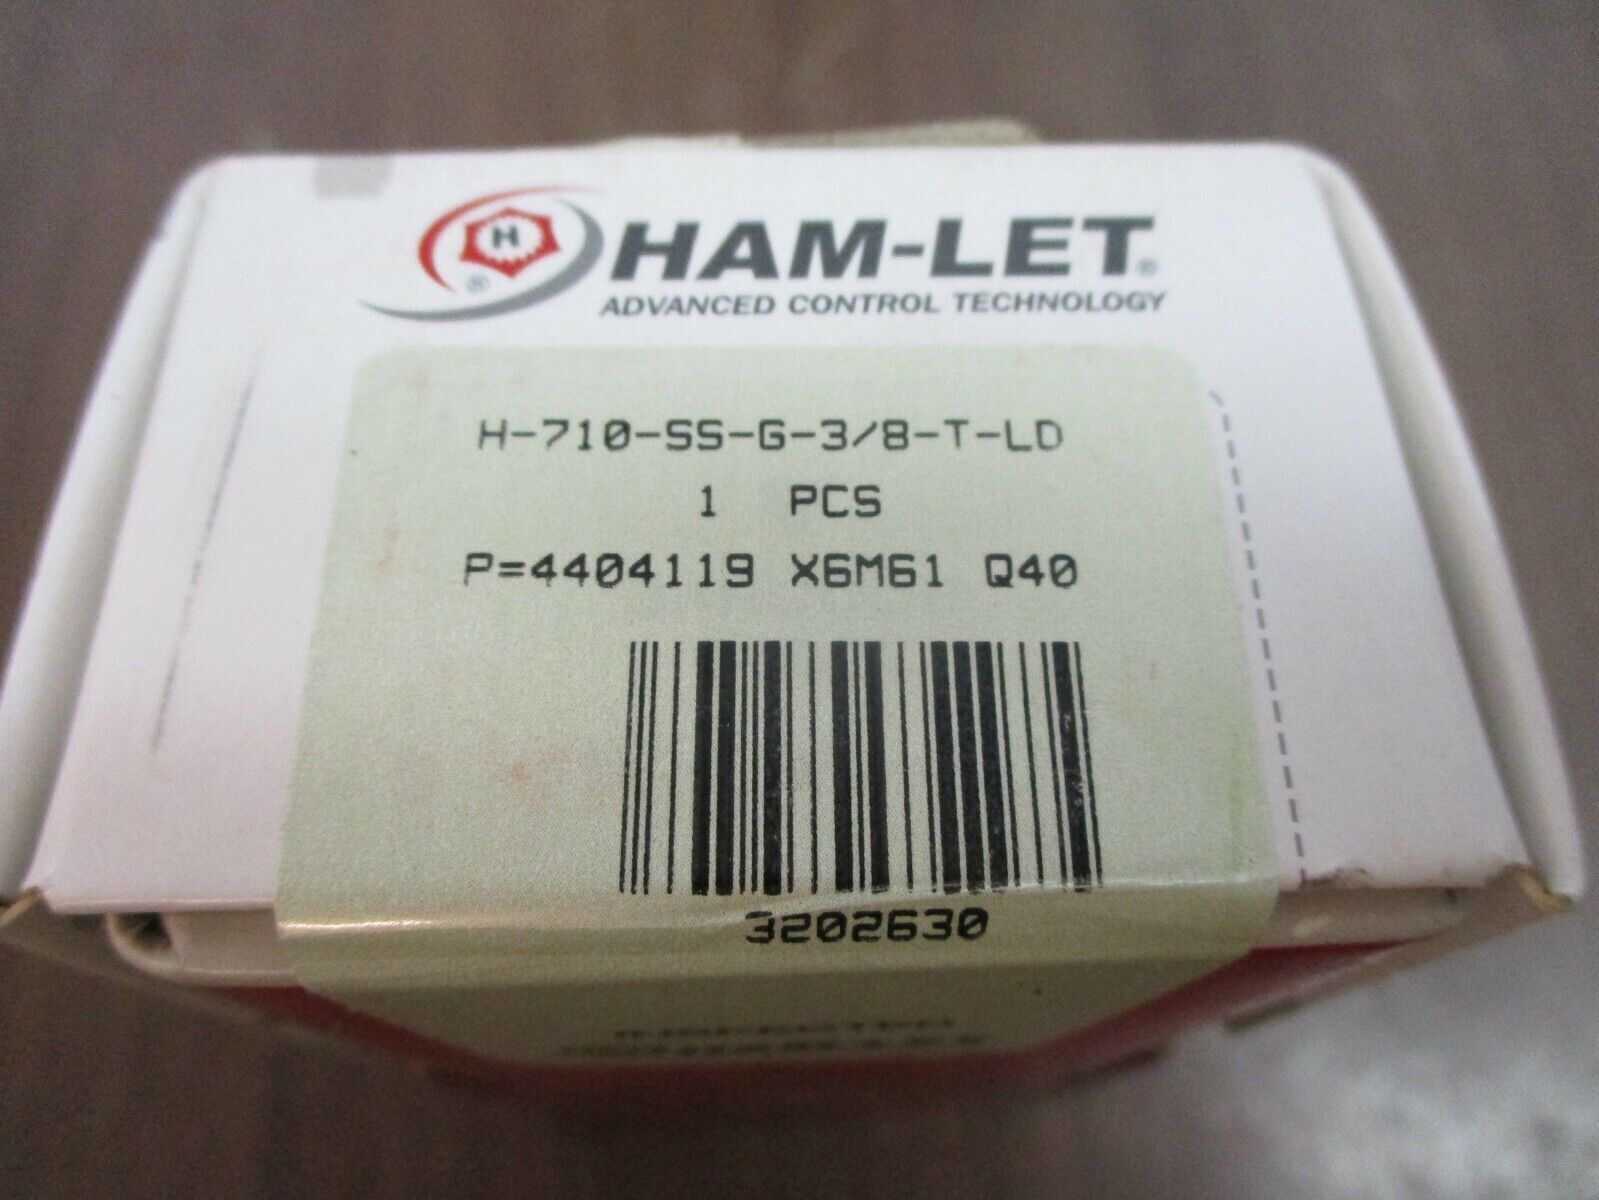 H
®
HAM-LET®
ADVANCED CONTROL TECHNOLOGY
H-710-SS-G-3/8-T-LD
1 PCS
P=4404119 X6M61 Q40
3202630